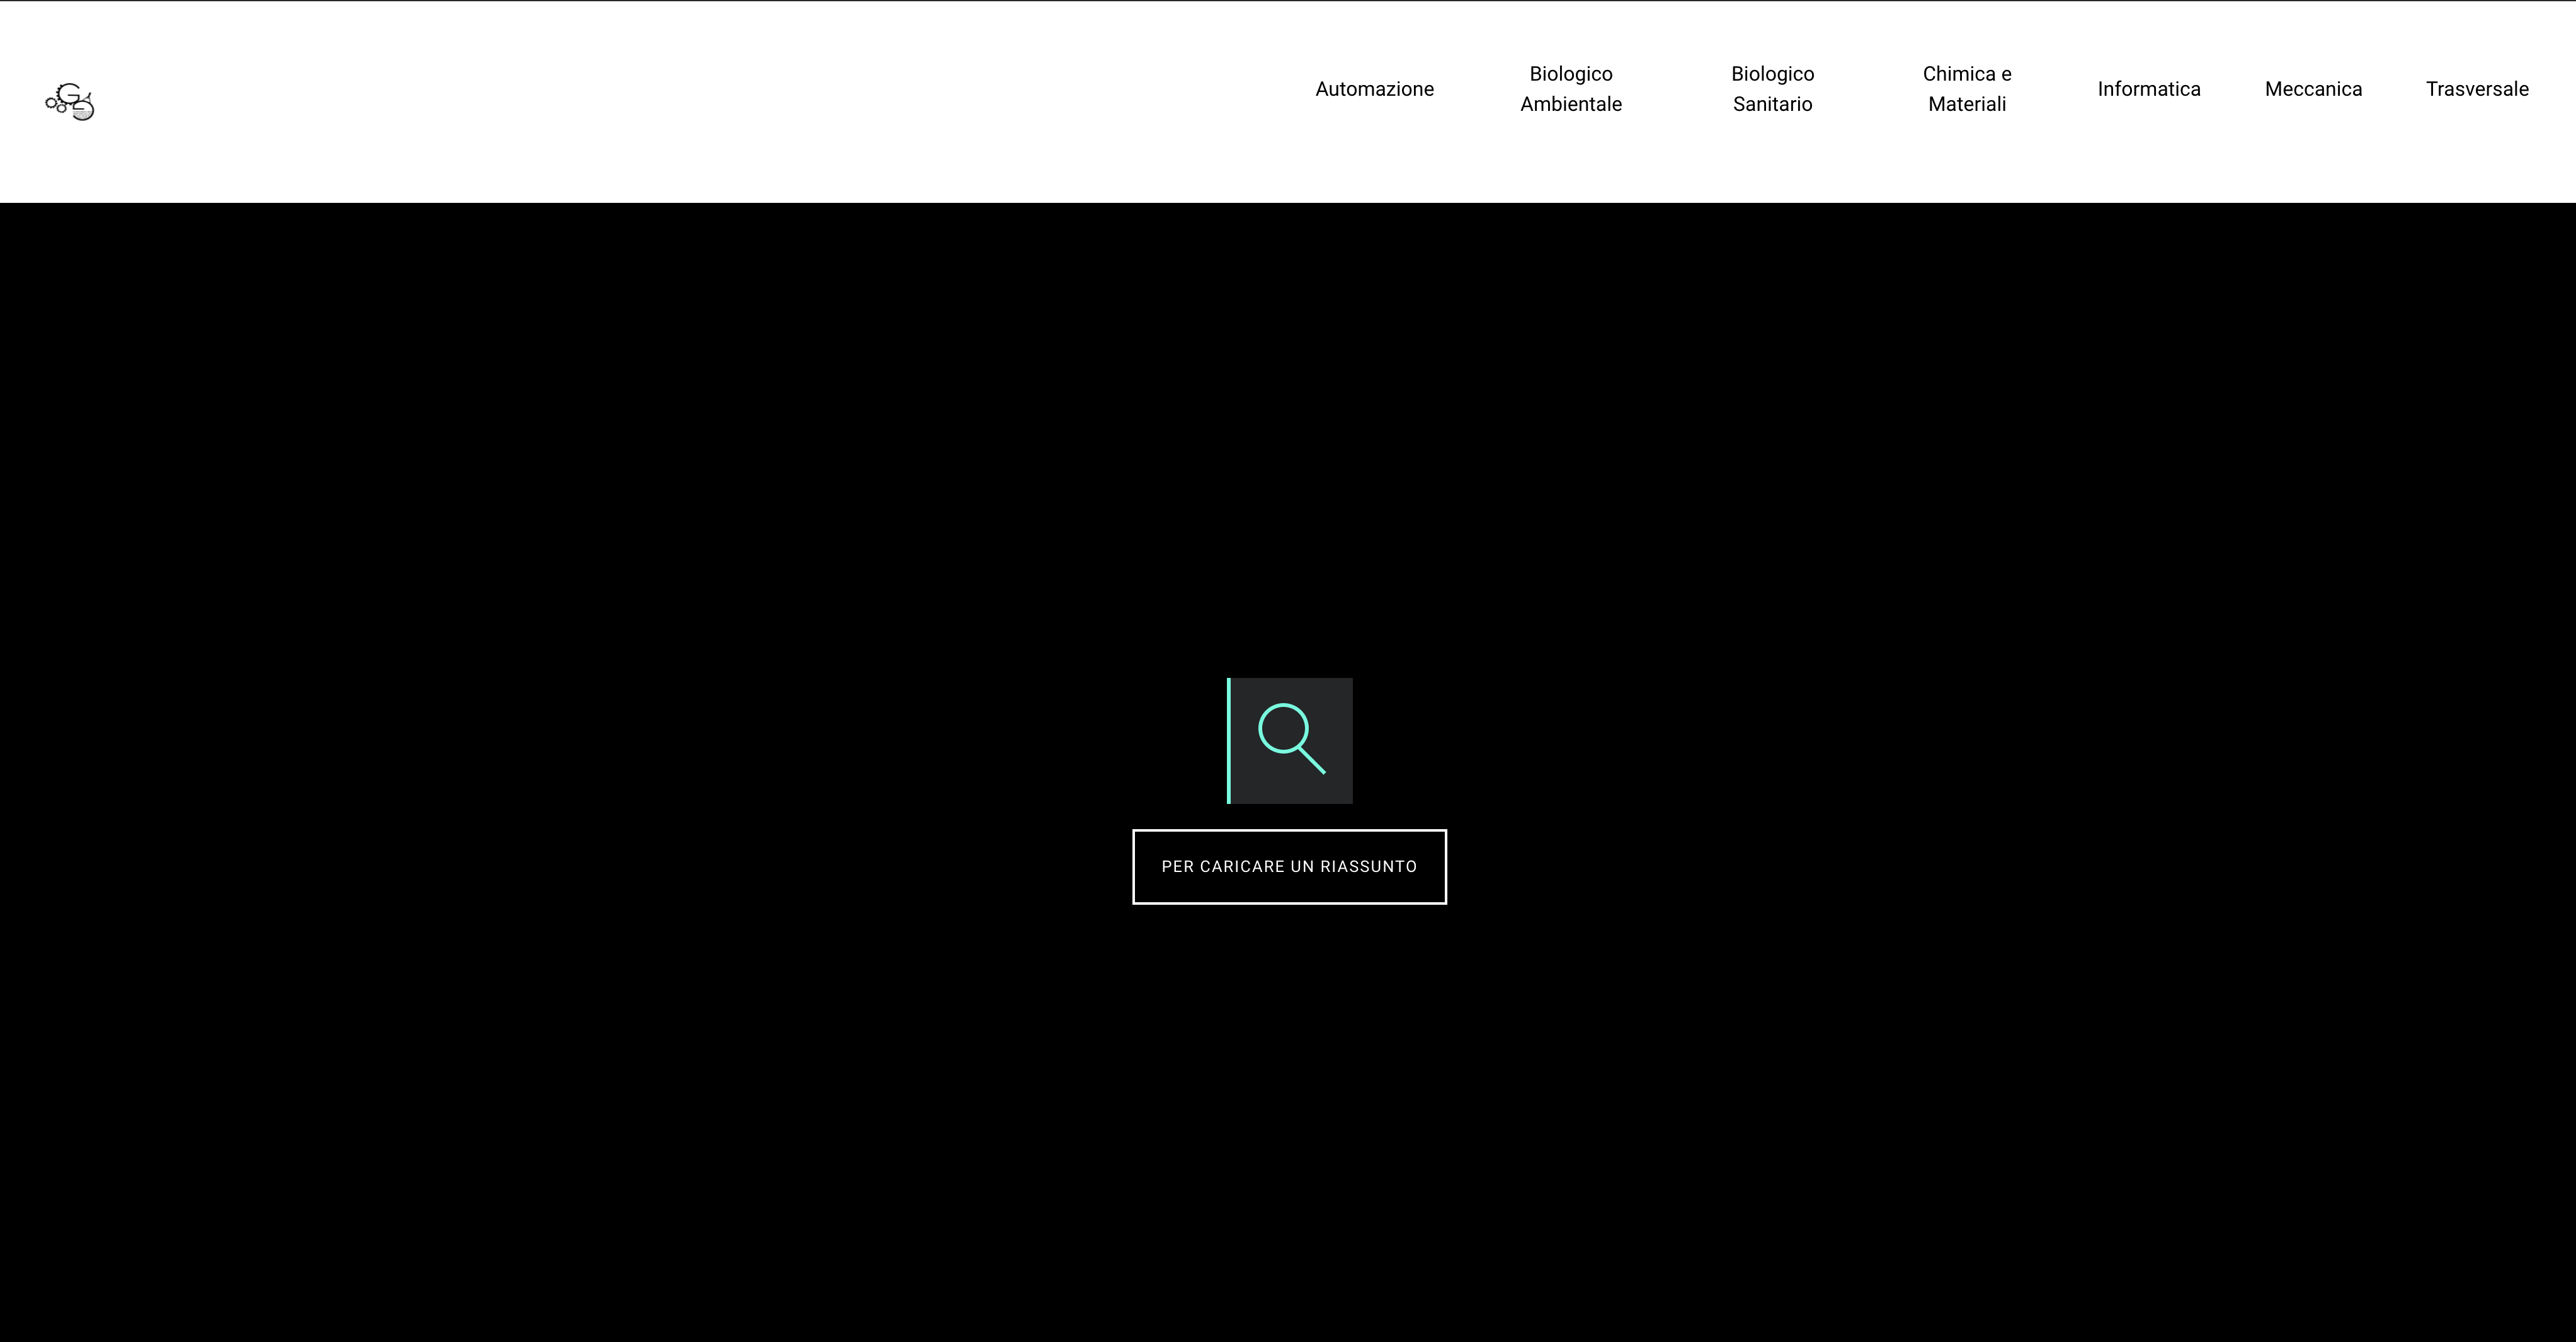 Automazione
Biologico
Ambientale
Biologico
Sanitario
Chimica e
Materiali
Informatica
Meccanica
Trasversale
PER CARICARE UN RIASSUNTO